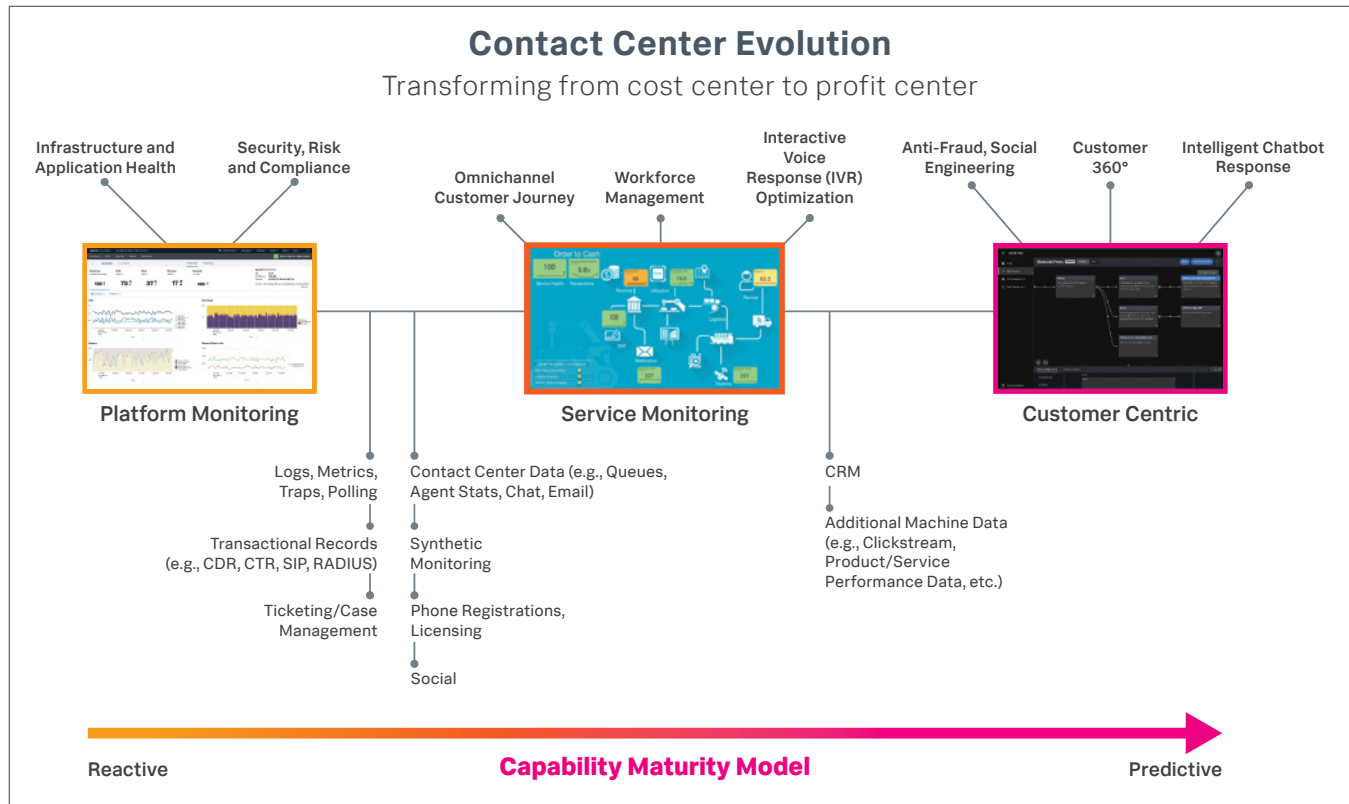 Contact Center Evolution
Transforming from cost center to profit center
Infrastructure and
Application Health
Security, Risk
and Compliance
Omnichannel
Customer Journey
Workforce
Management
Interactive
Voice
Response (IVR)
Optimization
Anti-Fraud, Social
Engineering
Customer
360°
Intelligent Chatbot
Response
Order to Cash
Platform Monitoring
Service Monitoring
Customer Centric
Logs, Metrics,
Traps, Polling
Transactional Records
(e.g., CDR, CTR, SIP, RADIUS)
Ticketing/Case
Management
Contact Center Data (e.g., Queues,
Agent Stats, Chat, Email)
Synthetic
Monitoring
Phone Registrations,
Licensing
Social
CRM
Additional Machine Data
(e.g., Clickstream,
Product/Service
Performance Data, etc.)
Reactive
Capability Maturity Model
Predictive